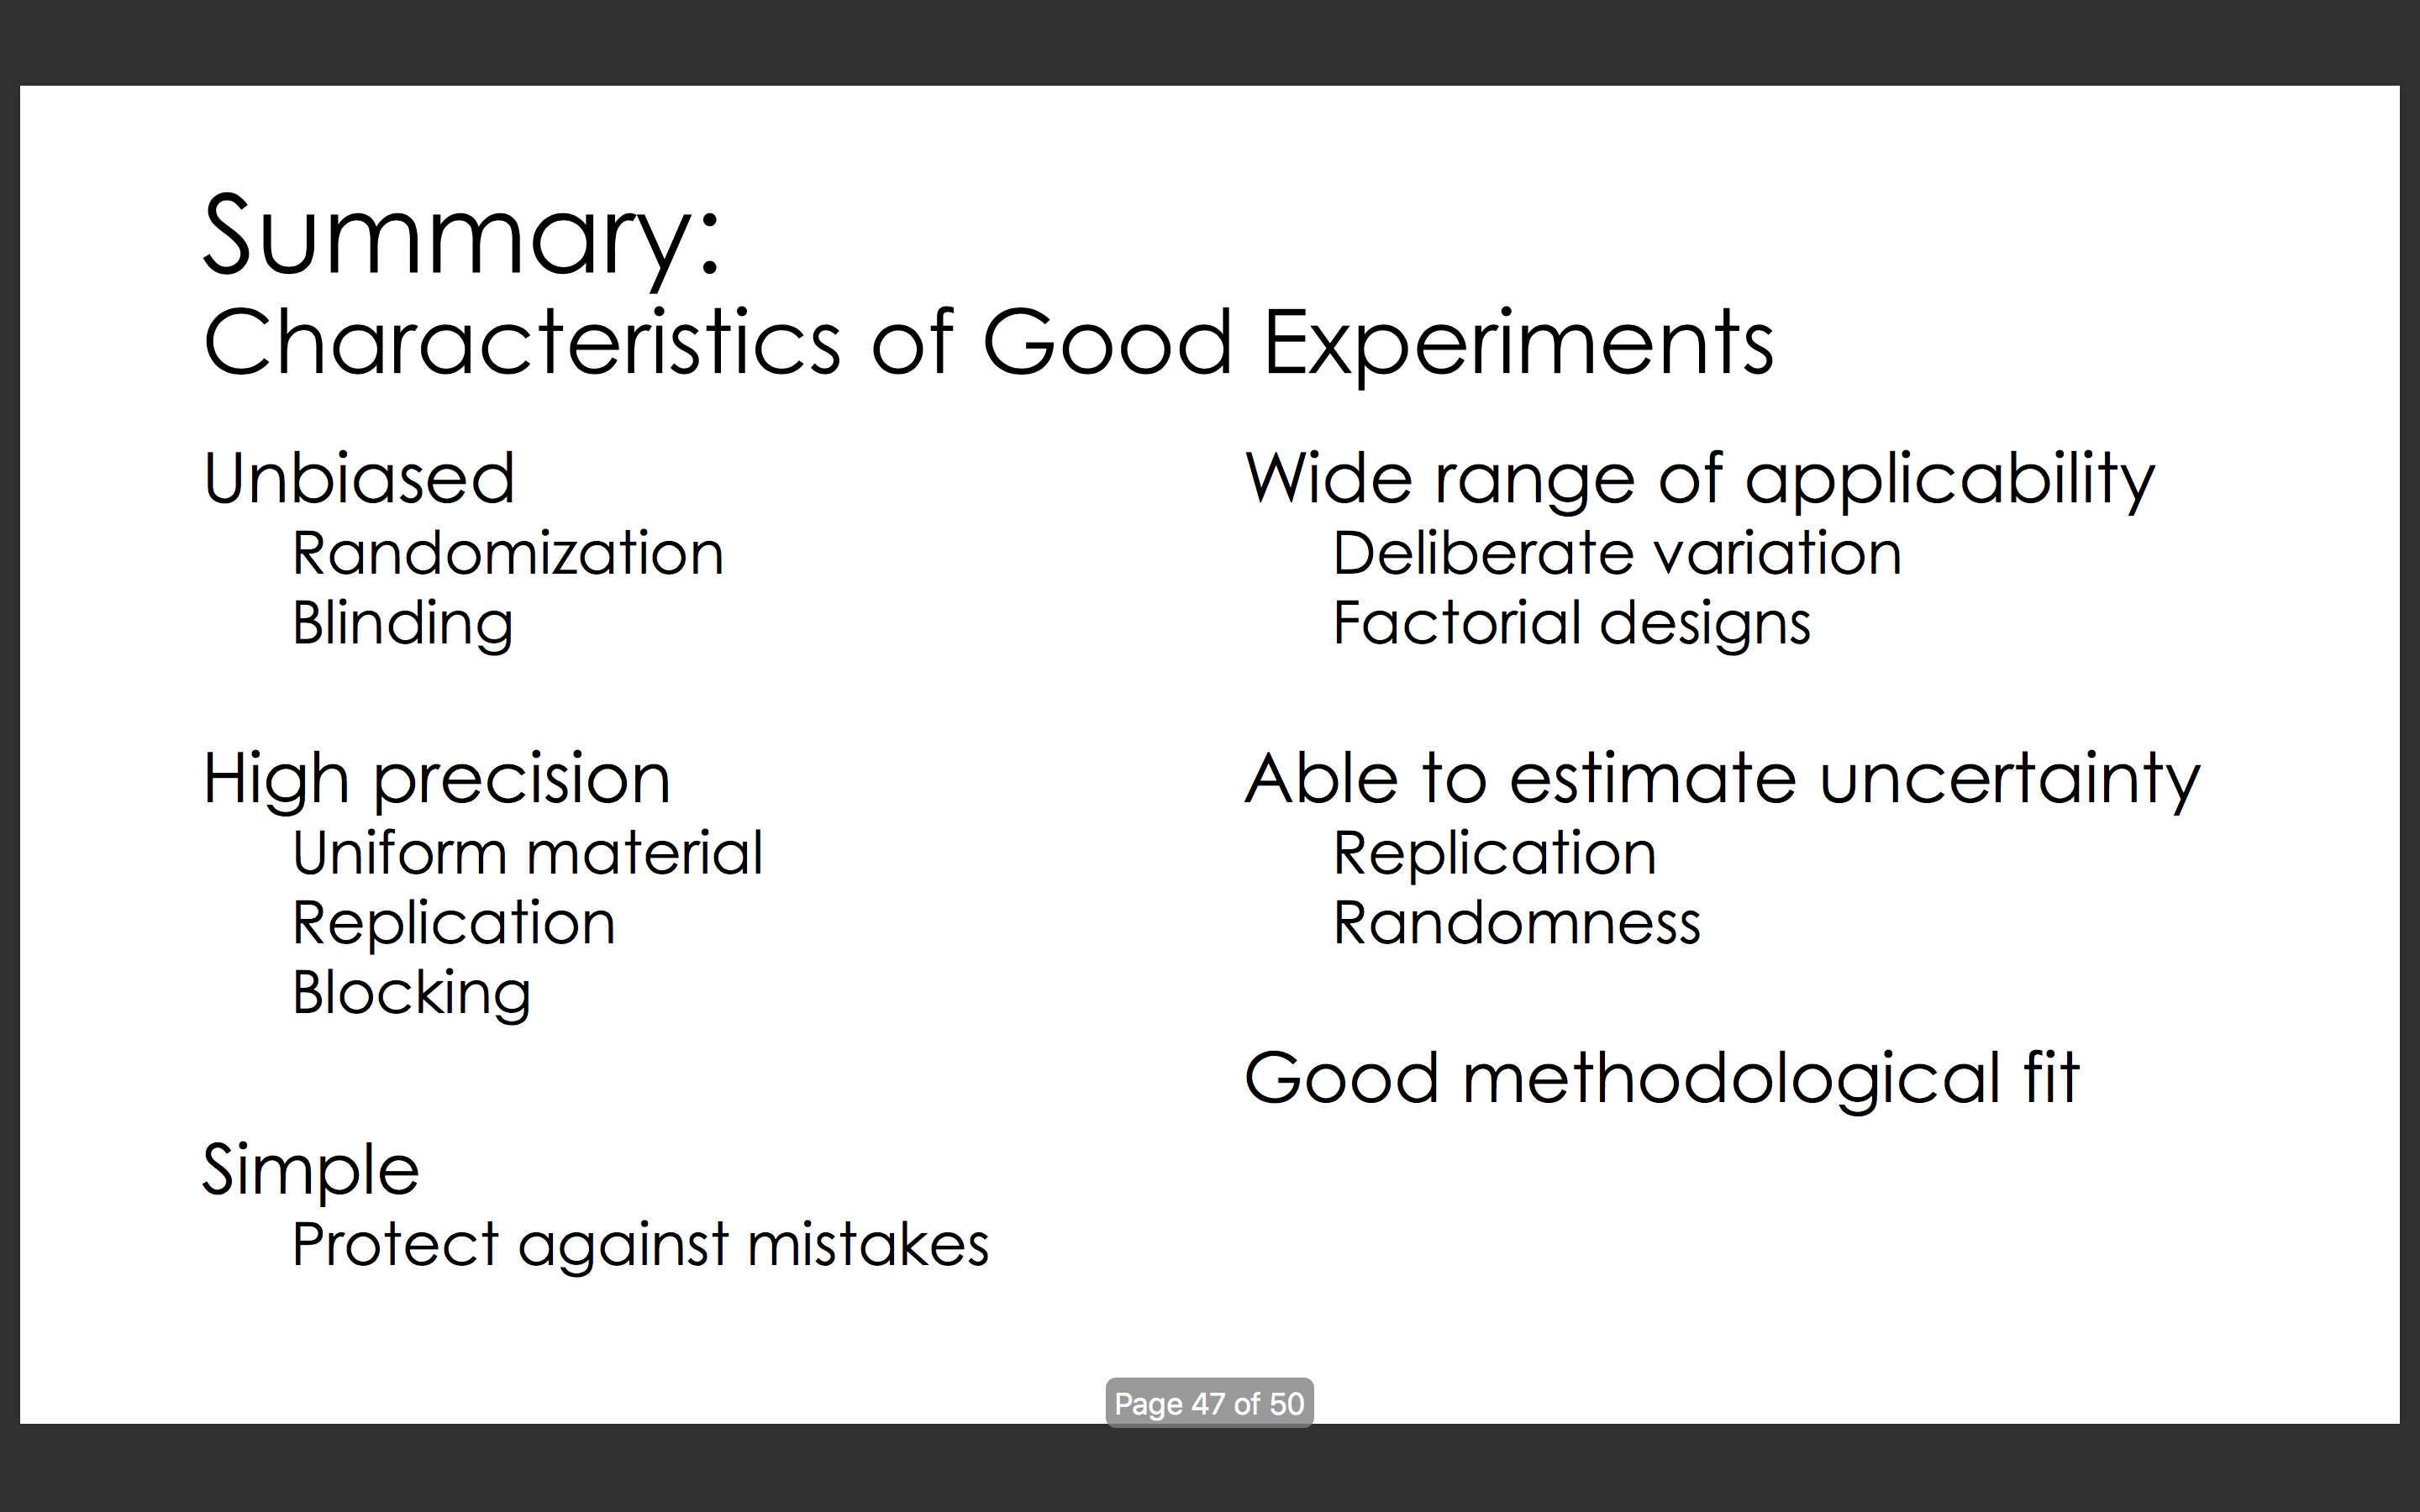 Summary:
Characteristics of Good Experiments
Unbiased
Randomization
Blinding
High precision
Uniform material
Replication
Blocking
Simple
Protect against mistakes
Wide range of applicability
Deliberate variation
Factorial designs
Able to estimate uncertainty
Replication
Randomness
Good methodological fit
Page 47 of 50